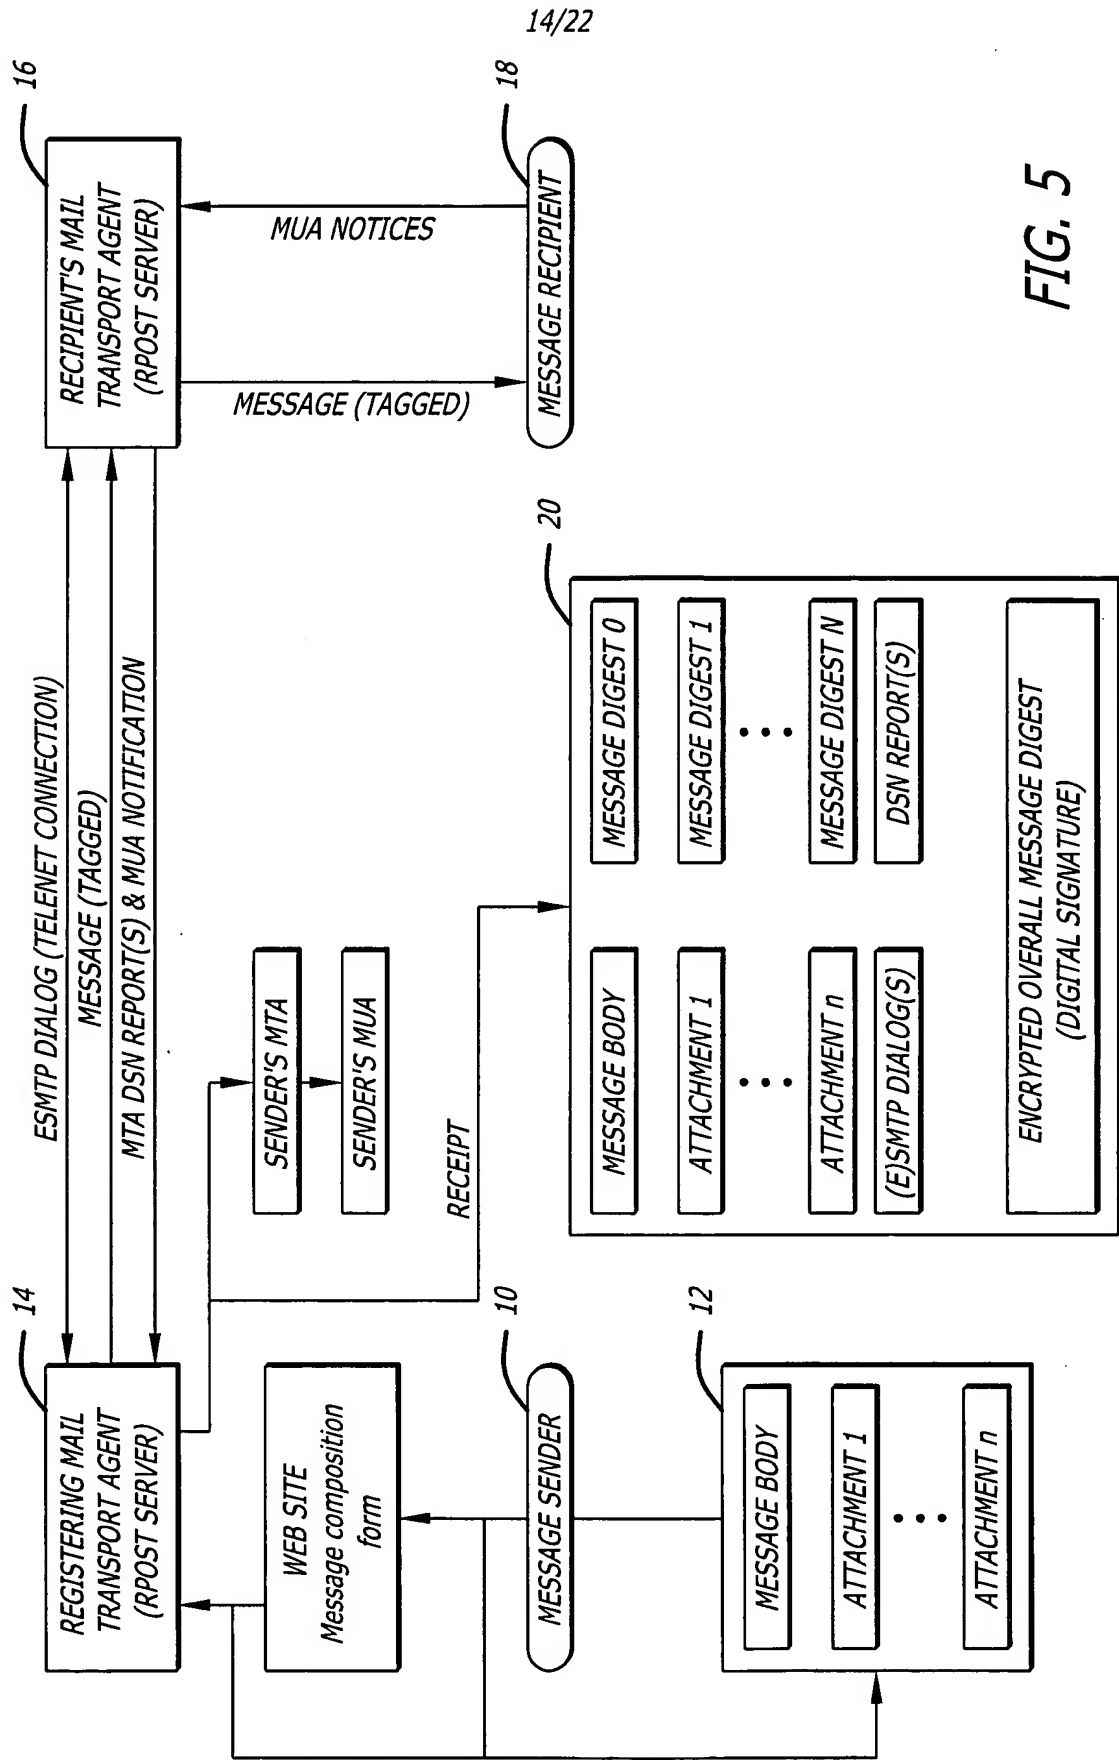 14/22
REGISTERING MAIL
TRANSPORT AGENT
(RPOST SERVER)
14
ESMTP DIALOG (TELENET CONNECTION)
MESSAGE (TAGGED)
MTA DSN REPORT(S) & MUA NOTIFICATION
RECIPIENT'S MAIL
TRANSPORT AGENT
(RPOST SERVER)
16
WEB SITE
Message composition
form
SENDER'S MTA
SENDER'S MUA
MESSAGE (TAGGED)
MUA NOTICES
RECEIPT
MESSAGE SENDER
10
MESSAGE RECIPIENT
18
12
MESSAGE BODY
ATTACHMENT 1
ATTACHMENT n
20
MESSAGE BODY
MESSAGE DIGEST 0
ATTACHMENT 1
MESSAGE DIGEST 1
ATTACHMENT n
MESSAGE DIGEST N
(E)SMTP DIALOG(S)
DSN REPORT(S)
ENCRYPTED OVERALL MESSAGE DIGEST
(DIGITAL SIGNATURE)
FIG. 5